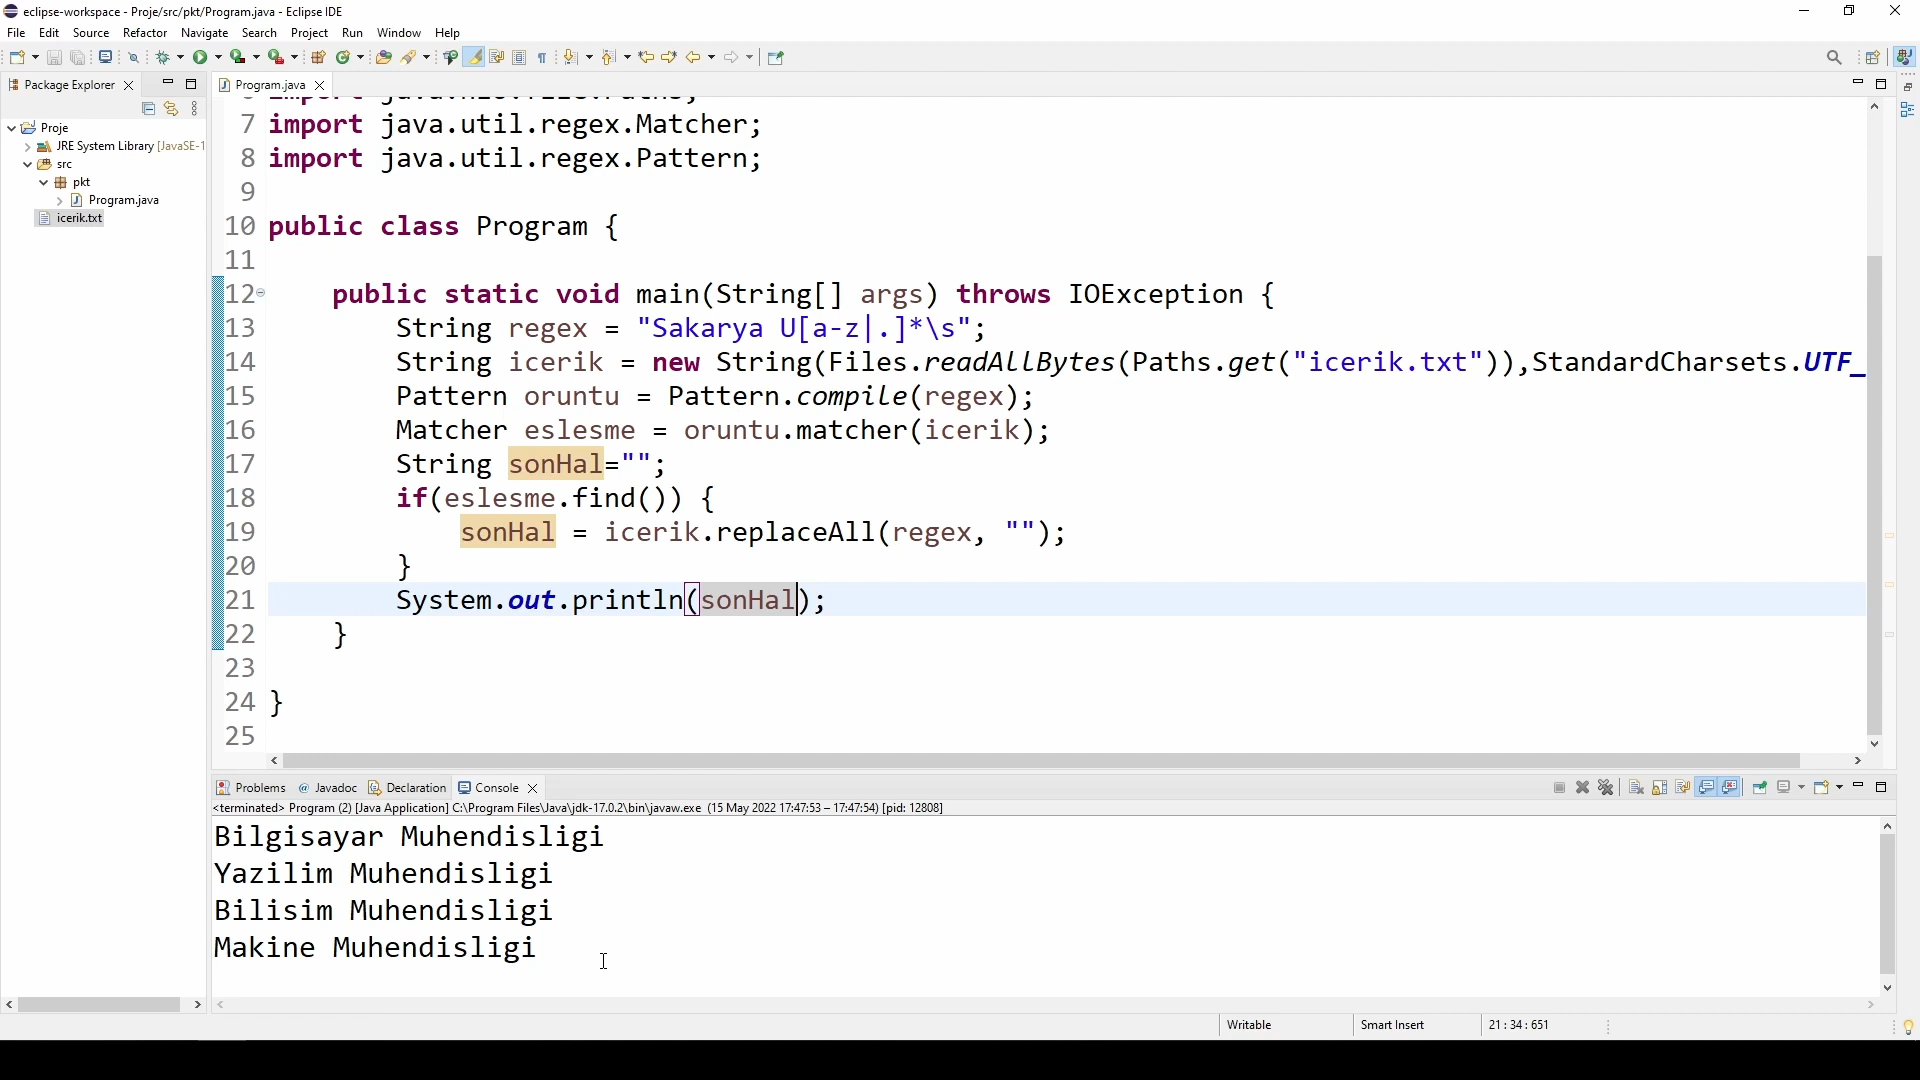 eclipse-workspace - Proje/src/pkt/Program.java - Eclipse IDE
File Edit Source Refactor Navigate Search Project Run Window Help
Package Explorer
Program.java
Proje
JRE System Library [JavaSE-1
src
pkt
Program.java
icerik.txt
7 import java.util.regex.Matcher;
8 import java.util.regex.Pattern;
9
10 public class Program {
11
12 public static void main(String[] args) throws IOException {
13 String regex = "Sakarya U[a-z|.]*\s";
14 String icerik = new String(Files.readAllBytes(Paths.get("icerik.txt")),StandardCharsets.UTF_
15 Pattern oruntu = Pattern.compile(regex);
16 Matcher eslesme = oruntu.matcher(icerik);
17 String sonHal="";
18 if(eslesme.find()) {
19 sonHal = icerik.replaceAll(regex, "");
20 }
21 System.out.println(sonHal);
22 }
23
24 }
25
Problems @ Javadoc Declaration Console
<terminated> Program (2) [Java Application] C:\Program Files\Java\jdk-17.0.2\bin\javaw.exe (15 May 2022 17:47:53 – 17:47:54) [pid: 12808]
Bilgisayar Muhendisligi
Yazilim Muhendisligi
Bilisim Muhendisligi
Makine Muhendisligi
Writable Smart Insert 21 : 34 : 651